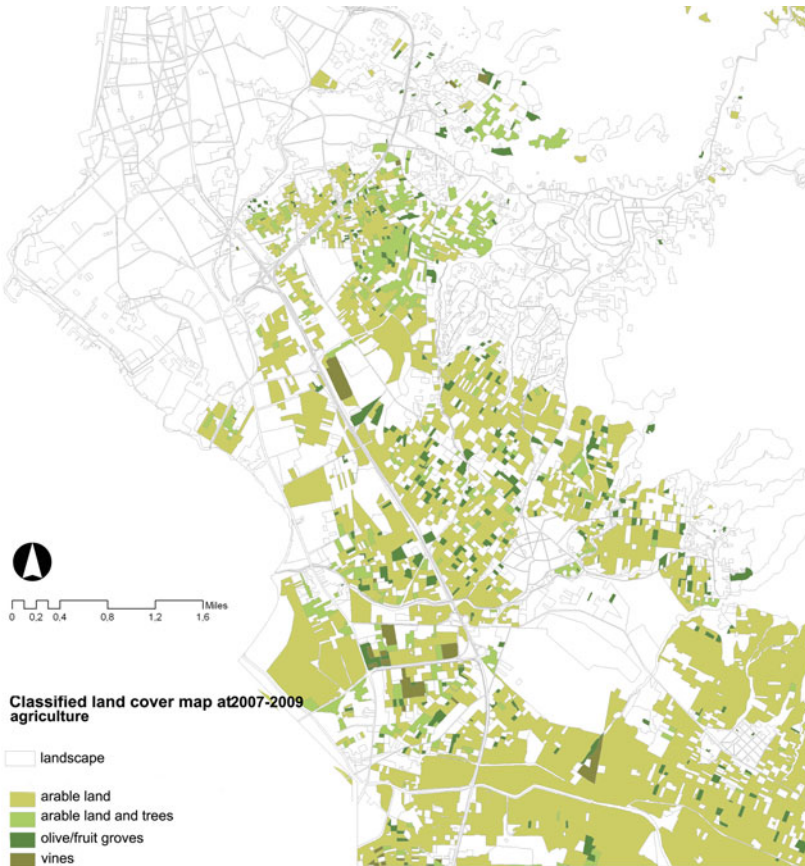 0 0,2 0,4 0,8 1,2 1,6 Miles
Classified land cover map at2007-2009
agriculture
landscape
arable land
arable land and trees
olive/fruit groves
vines